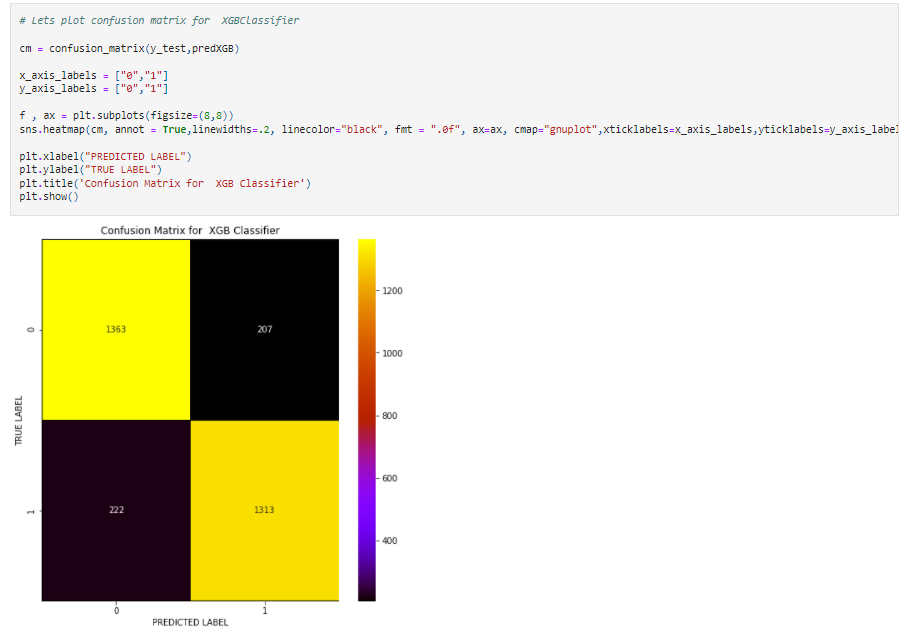 # Lets plot confusion matrix for  XGBClassifier
cm = confusion_matrix(y_test,predXGB)
x_axis_labels = ["0","1"]
y_axis_labels = ["0","1"]
f , ax = plt.subplots(figsize=(8,8))
sns.heatmap(cm, annot = True,linewidths=.2, linecolor="black", fmt = ".0f", ax=ax, cmap="gnuplot",xticklabels=x_axis_labels,yticklabels=y_axis_label
plt.xlabel("PREDICTED LABEL")
plt.ylabel("TRUE LABEL")
plt.title('Confusion Matrix for  XGB Classifier')
plt.show()
Confusion Matrix for  XGB Classifier
1363
207
222
1313
0
1
TRUE LABEL
0
1
PREDICTED LABEL
1200
1000
800
600
400